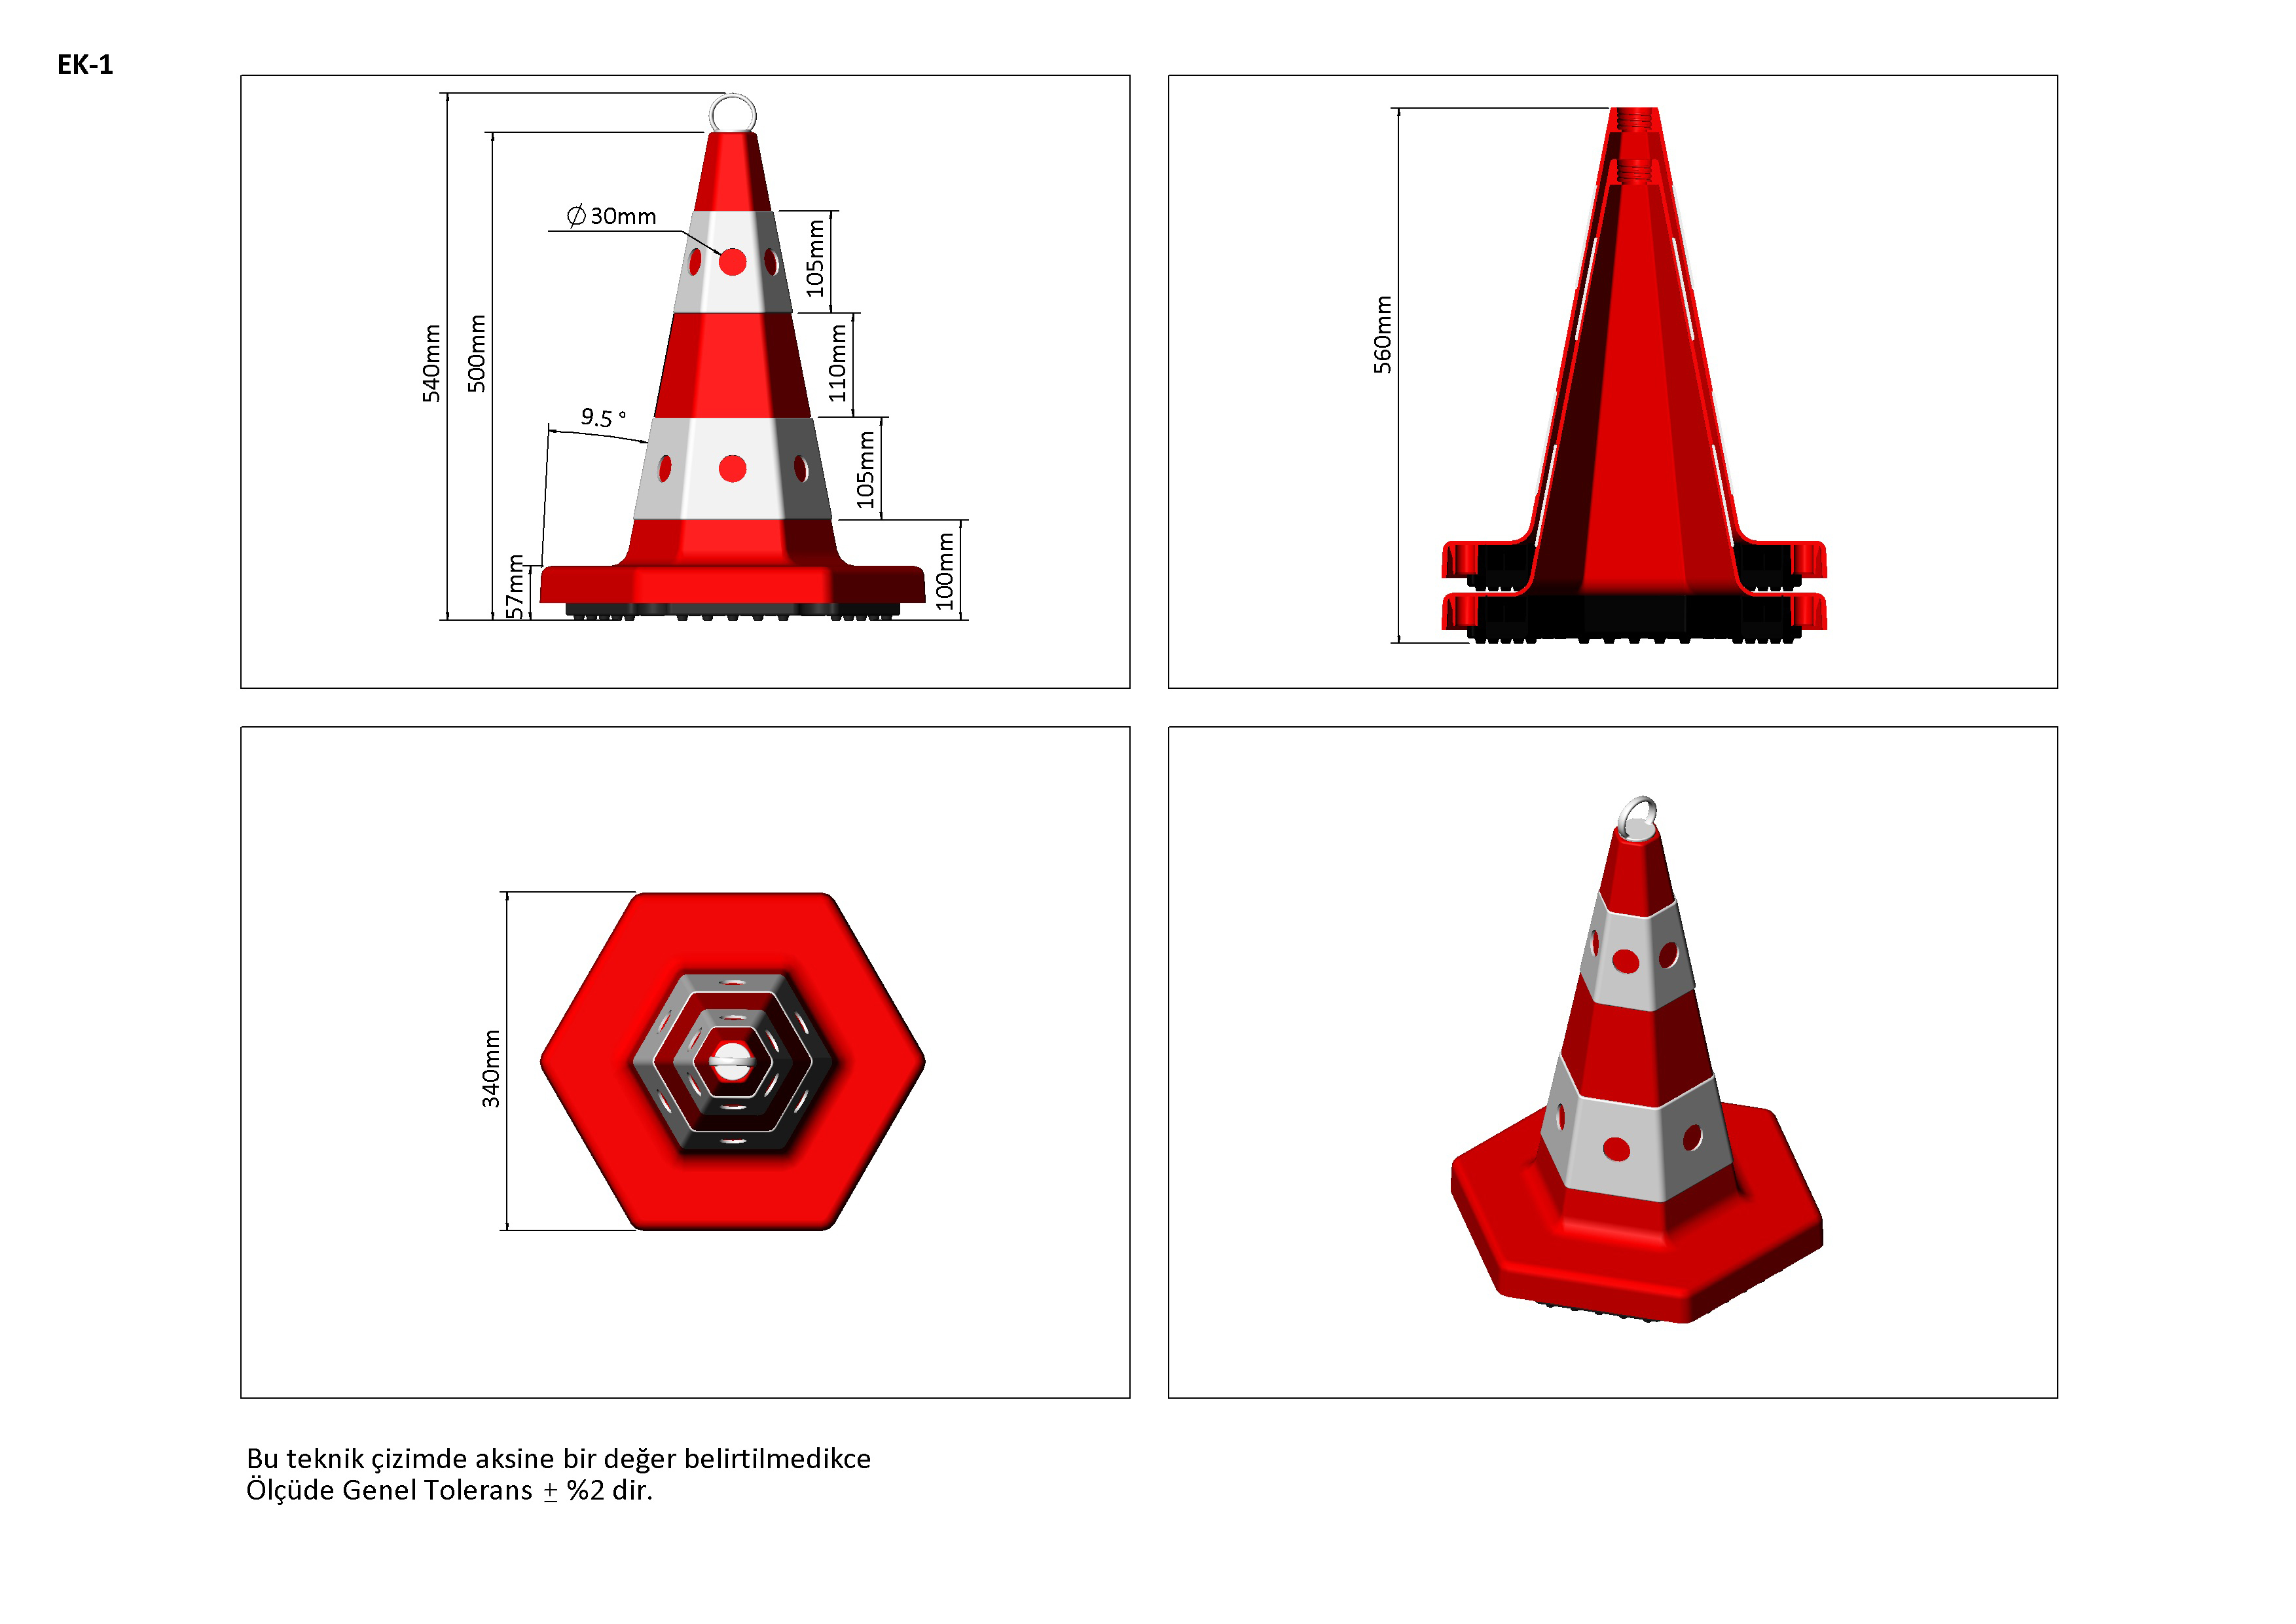 EK-1
540mm
500mm
Ø 30mm
105mm
110mm
9.5 °
105mm
57mm
100mm
560mm
340mm
Bu teknik çizimde aksine bir değer belirtilmedikce
Ölçüde Genel Tolerans ± %2 dir.